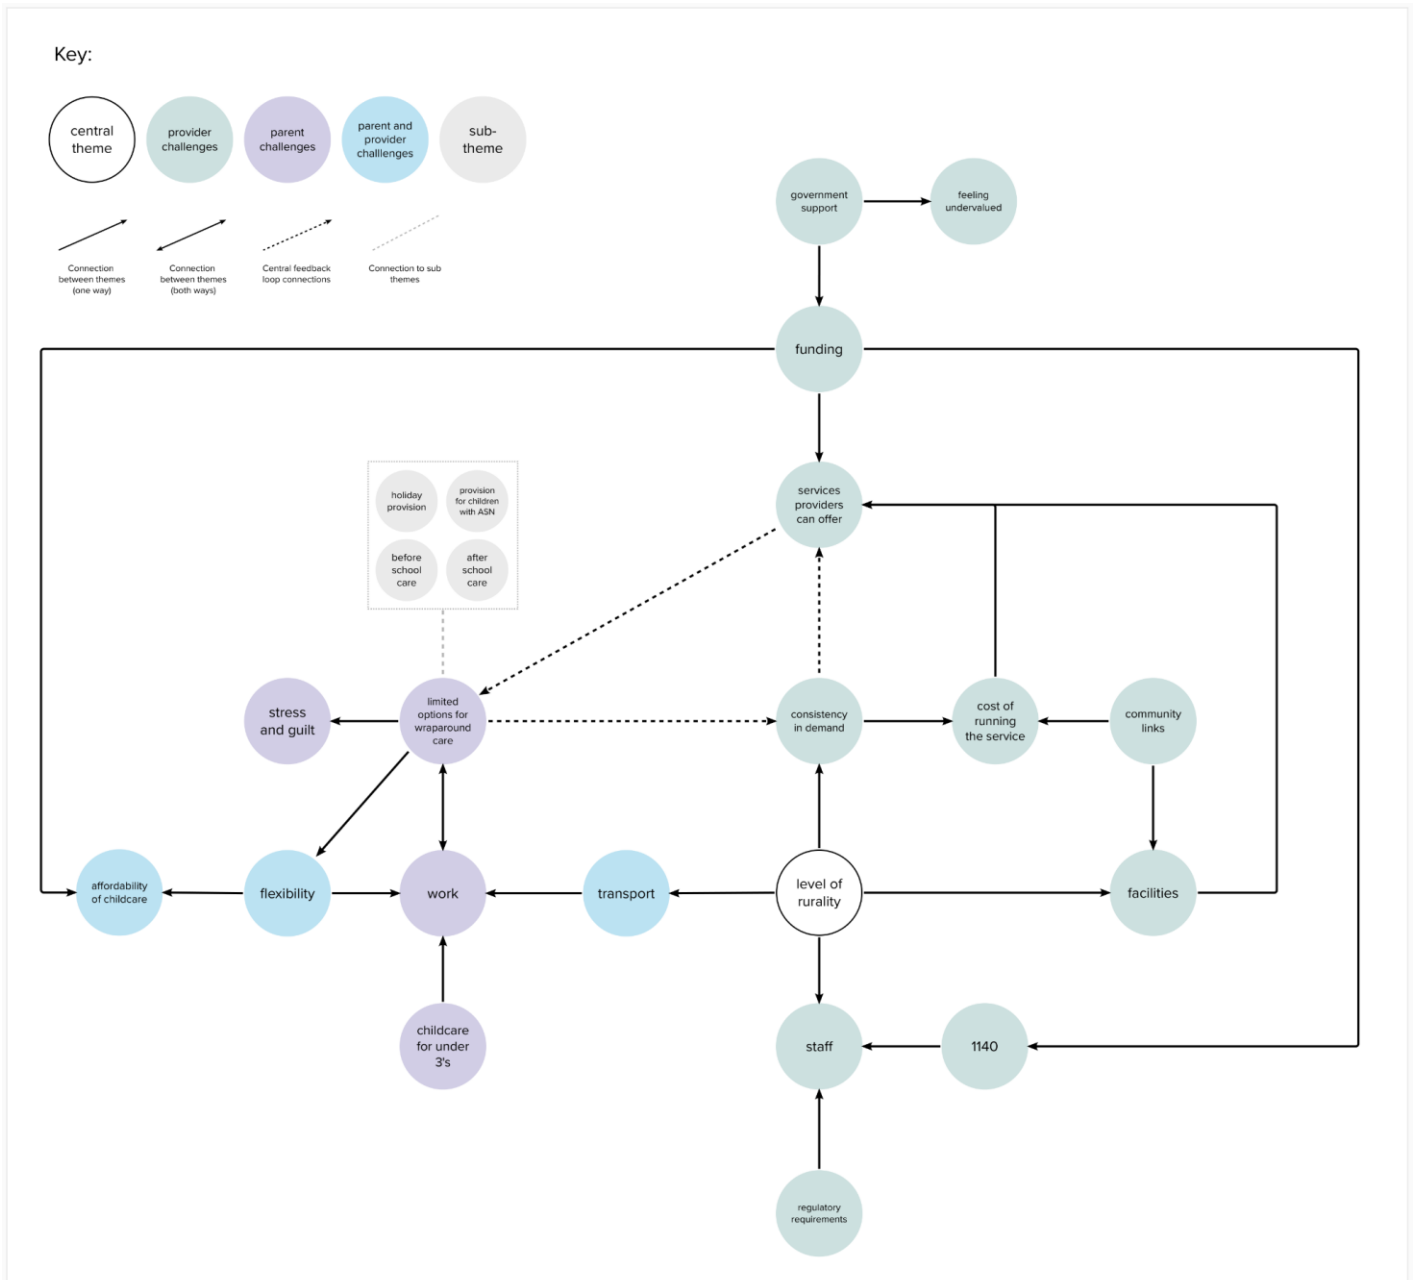 Key:
central
theme
provider
challenges
parent
challenges
parent and
provider
challlenges
sub-
theme
Connection
between themes
(one way)
Connection
between themes
(both ways)
Central feedback
loop connections
Connection to sub
themes
government
support
feeling
undervalued
funding
holiday
provision
provision
for children
with ASN
before
school
care
after
school
care
services
providers
can offer
stress
and guilt
limited
options for
wraparound
care
consistency
in demand
cost of
running
the service
community
links
affordability
of childcare
flexibility
work
transport
level of
rurality
facilities
childcare
for under
3's
staff
1140
regulatory
requirements